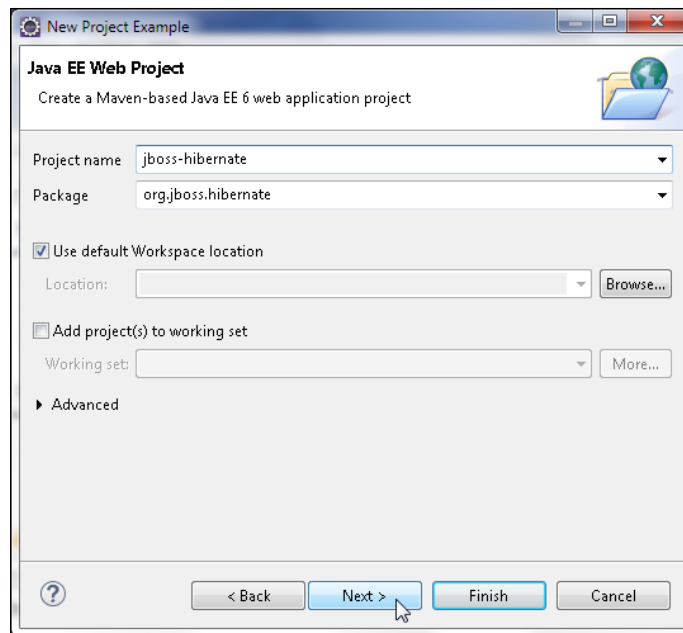 New Project Example
Java EE Web Project
Create a Maven-based Java EE 6 web application project
Project name jboss-hibernate
Package org.jboss.hibernate
Use default Workspace location
Location: Browse...
Add project(s) to working set
Working set: More...
Advanced
? < Back Next > Finish Cancel